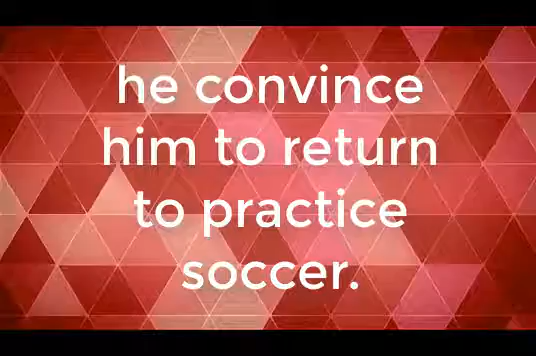 he convince
him to return
to practice
soccer.